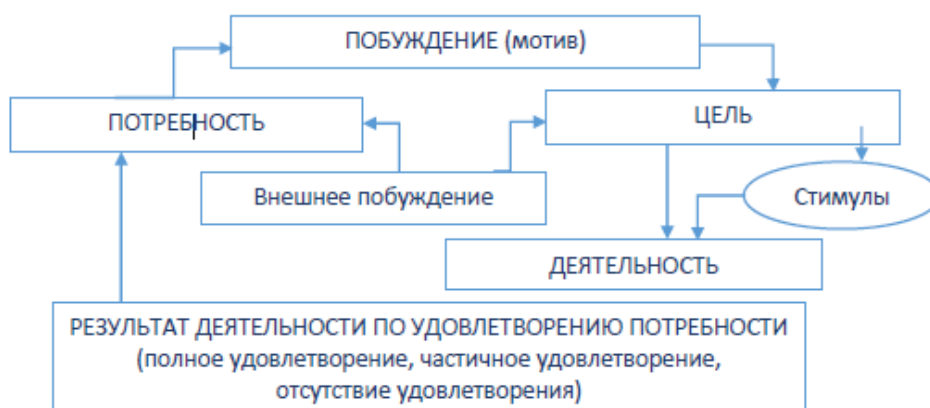 ПОБУЖДЕНИЕ (мотив)
ПОТРЕБНОСТЬ
ЦЕЛЬ
Внешнее побуждение
Стимулы
ДЕЯТЕЛЬНОСТЬ
РЕЗУЛЬТАТ ДЕЯТЕЛЬНОСТИ ПО УДОВЛЕТВОРЕНИЮ ПОТРЕБНОСТИ
(полное удовлетворение, частичное удовлетворение,
отсутствие удовлетворения)